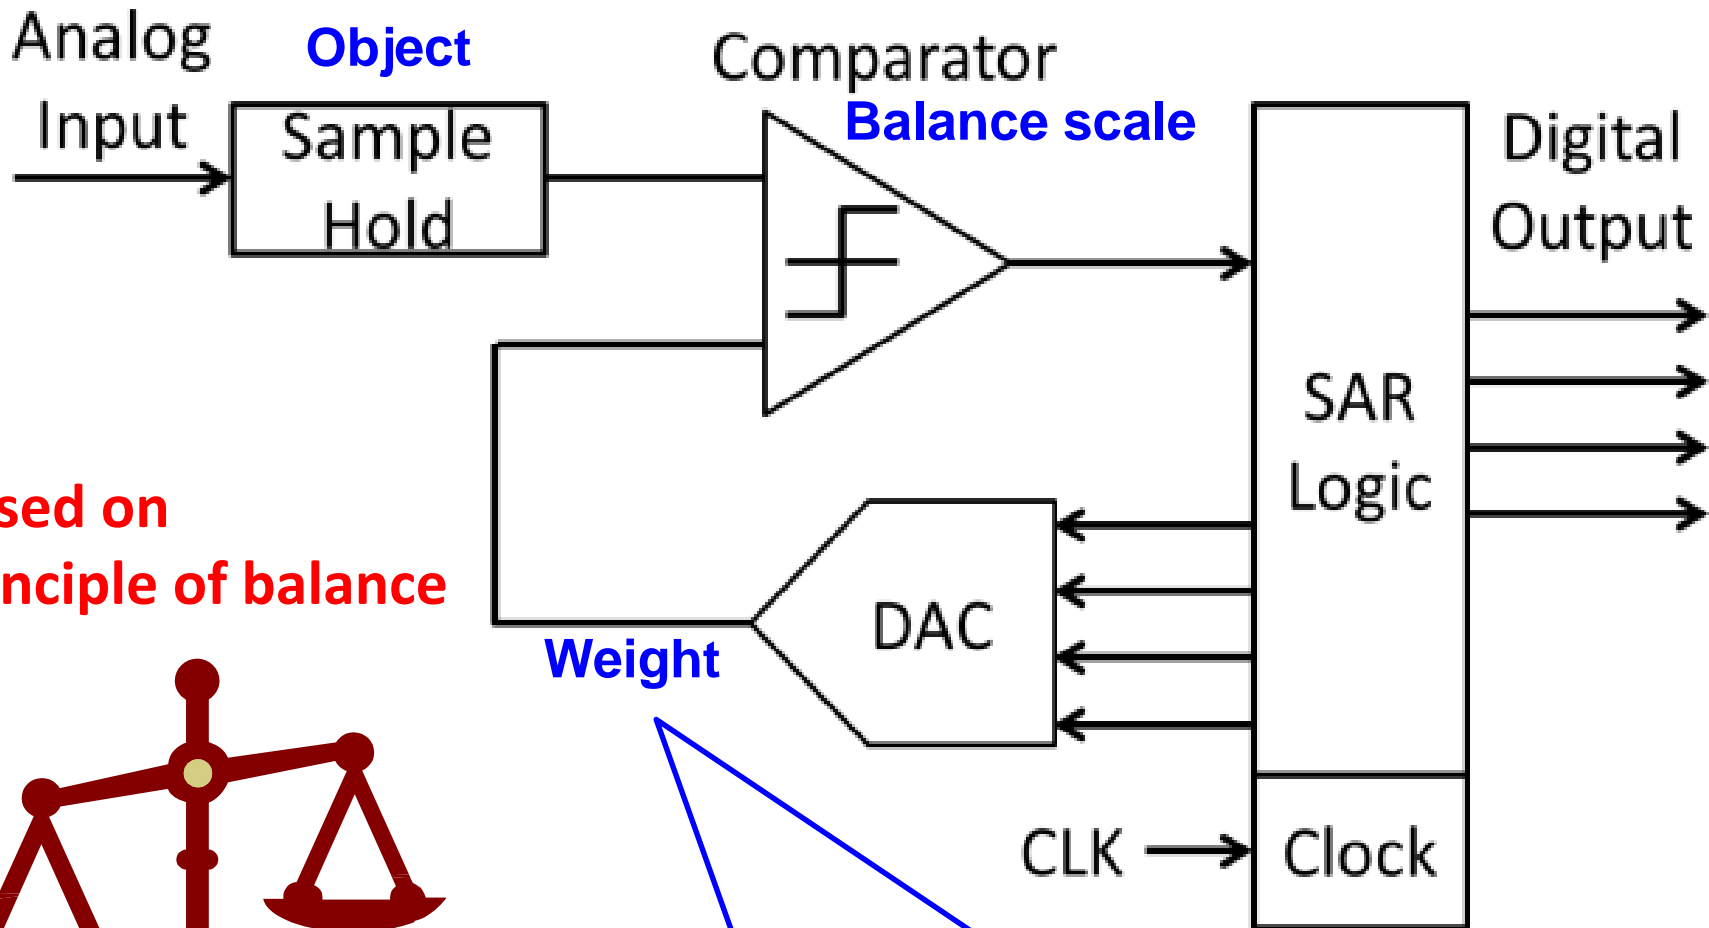 Analog
Input
Object
Sample
Hold
Comparator
Balance scale
Digital
Output
SAR
Logic
sed on
nciple of balance
Weight
DAC
CLK
Clock